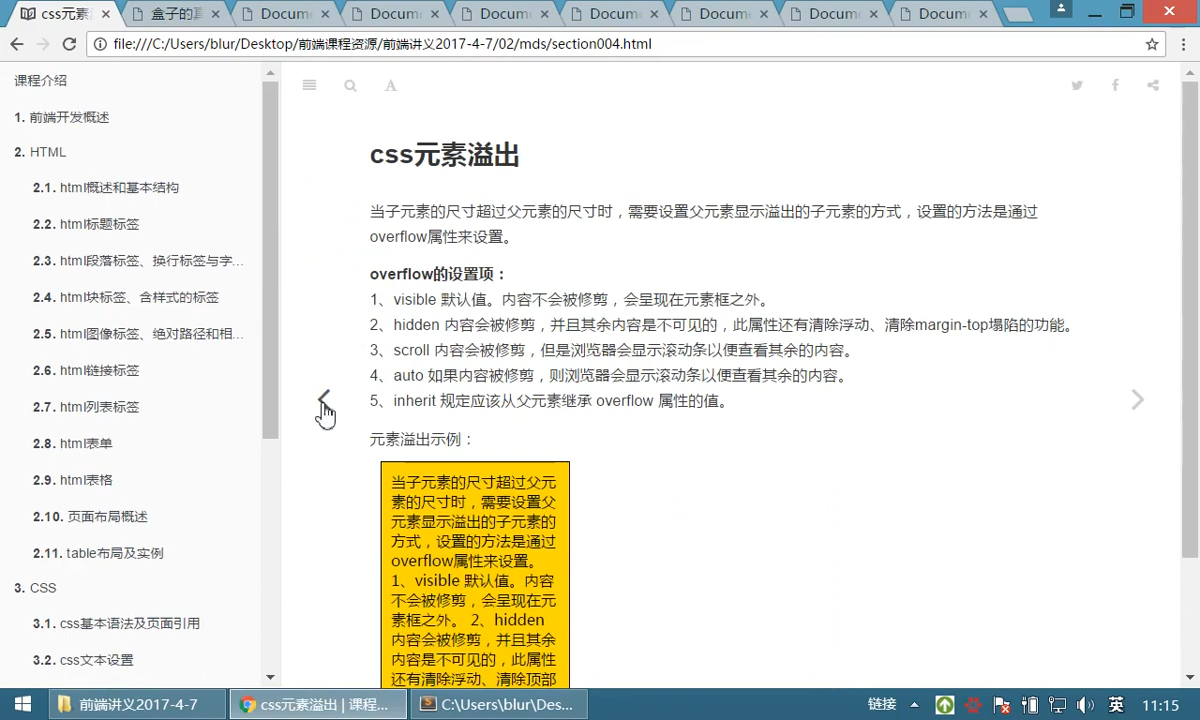 css元素
盒子的
Docum
Docum
Docum
Docum
Docum
Docum
Docum
file:///C:/Users/blur/Desktop/前端课程资源/前端讲义2017-4-7/02/mds/section004.html
课程介绍
1. 前端开发概述
2. HTML
2.1. html概述和基本结构
2.2. html标题标签
2.3. html段落标签、换行标签与字...
2.4. html块标签、含样式的标签
2.5. html图像标签、绝对路径和相...
2.6. html链接标签
2.7. html列表标签
2.8. html表单
2.9. html表格
2.10. 页面布局概述
2.11. table布局及实例
3. CSS
3.1. css基本语法及页面引用
3.2. css文本设置
A
css元素溢出
当子元素的尺寸超过父元素的尺寸时，需要设置父元素显示溢出的子元素的方式，设置的方法是通过
overflow属性来设置。
overflow的设置项：
1、visible 默认值。内容不会被修剪，会呈现在元素框之外。
2、hidden 内容会被修剪，并且其余内容是不可见的，此属性还有清除浮动、清除margin-top塌陷的功能。
3、scroll 内容会被修剪，但是浏览器会显示滚动条以便查看其余的内容。
4、auto 如果内容被修剪，则浏览器会显示滚动条以便查看其余的内容。
5、inherit 规定应该从父元素继承 overflow 属性的值。
元素溢出示例：
当子元素的尺寸超过父元
素的尺寸时，需要设置父
元素显示溢出的子元素的
方式，设置的方法是通过
overflow属性来设置。
1、visible 默认值。内容
不会被修剪，会呈现在元
素框之外。 2、hidden
内容会被修剪，并且其余
内容是不可见的，此属性
还有清除浮动、清除顶部
前端讲义2017-4-7
css元素溢出 | 课程...
C:\Users\blur\Des...
链接
英
11:15